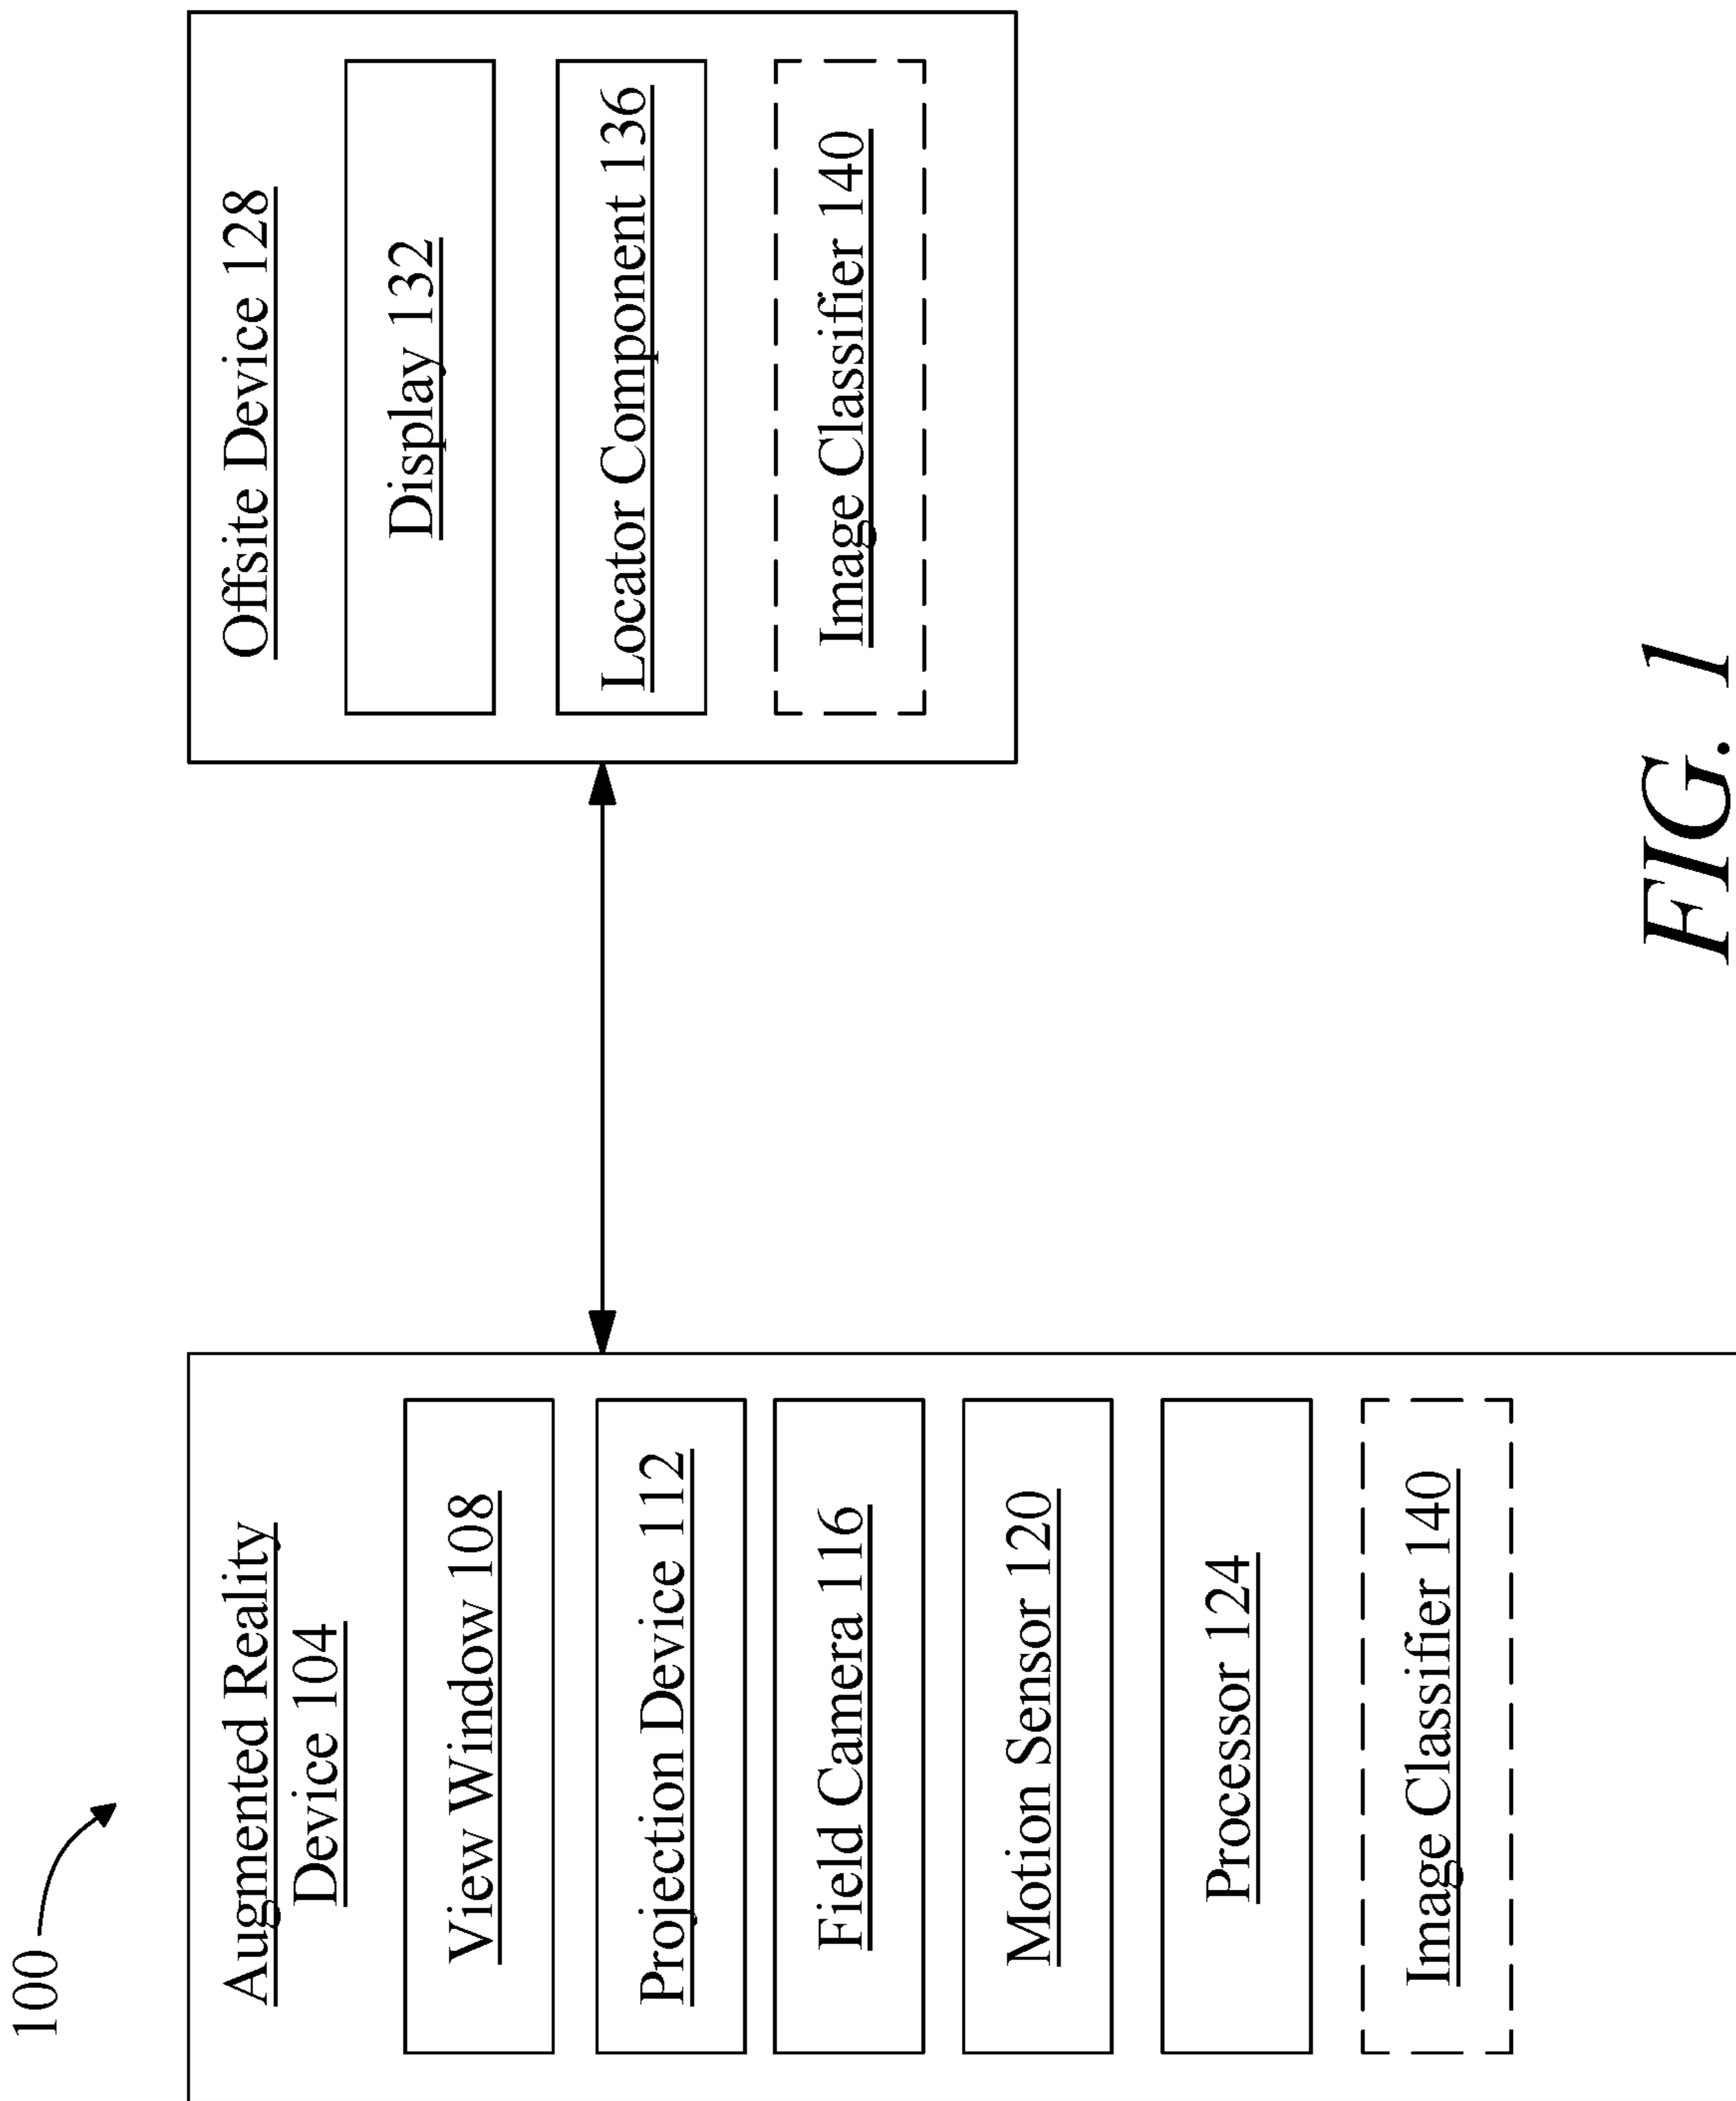 100
Augmented Reality
Device 104
View Window 108
Projection Device 112
Field Camera 116
Motion Sensor 120
Processor 124
Image Classifier 140
Offsite Device 128
Display 132
Locator Component 136
Image Classifier 140
FIG. 1